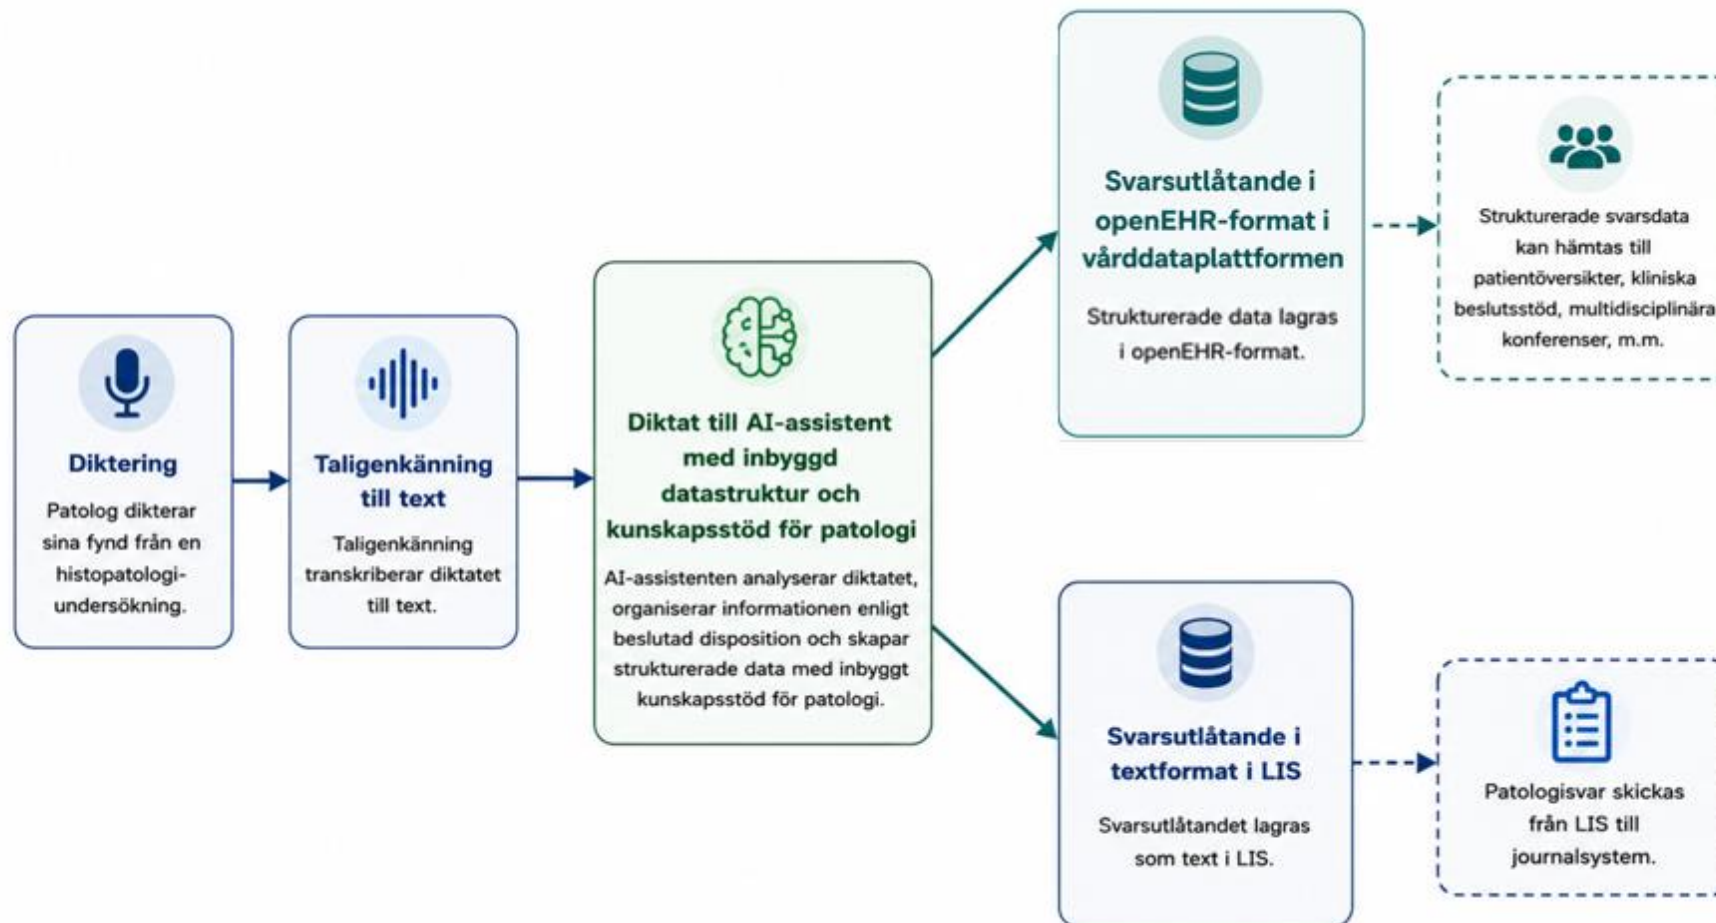 Diktering
Patolog dikterar
sina fynd från en
histopatologi-
undersökning.
Taligenkänning
till text
Taligenkänning
transkriberar diktatet
till text.
Diktat till AI-assistent
med inbyggd
datastruktur och
kunskapsstöd för patologi
AI-assistenten analyserar diktatet,
organiserar informationen enligt
beslutad disposition och skapar
strukturerade data med inbyggt
kunskapsstöd för patologi.
Svarsutlåtande i
openEHR-format i
vårddataplattformen
Strukturerade data lagras
i openEHR-format.
Strukturerade svarsdata
kan hämtas till
patientöversikter, kliniska
beslutsstöd, multidisciplinära
konferenser, m.m.
Svarsutlåtande i
textformat i LIS
Svarsutlåtandet lagras
som text i LIS.
Patologisvar skickas
från LIS till
journalsystem.